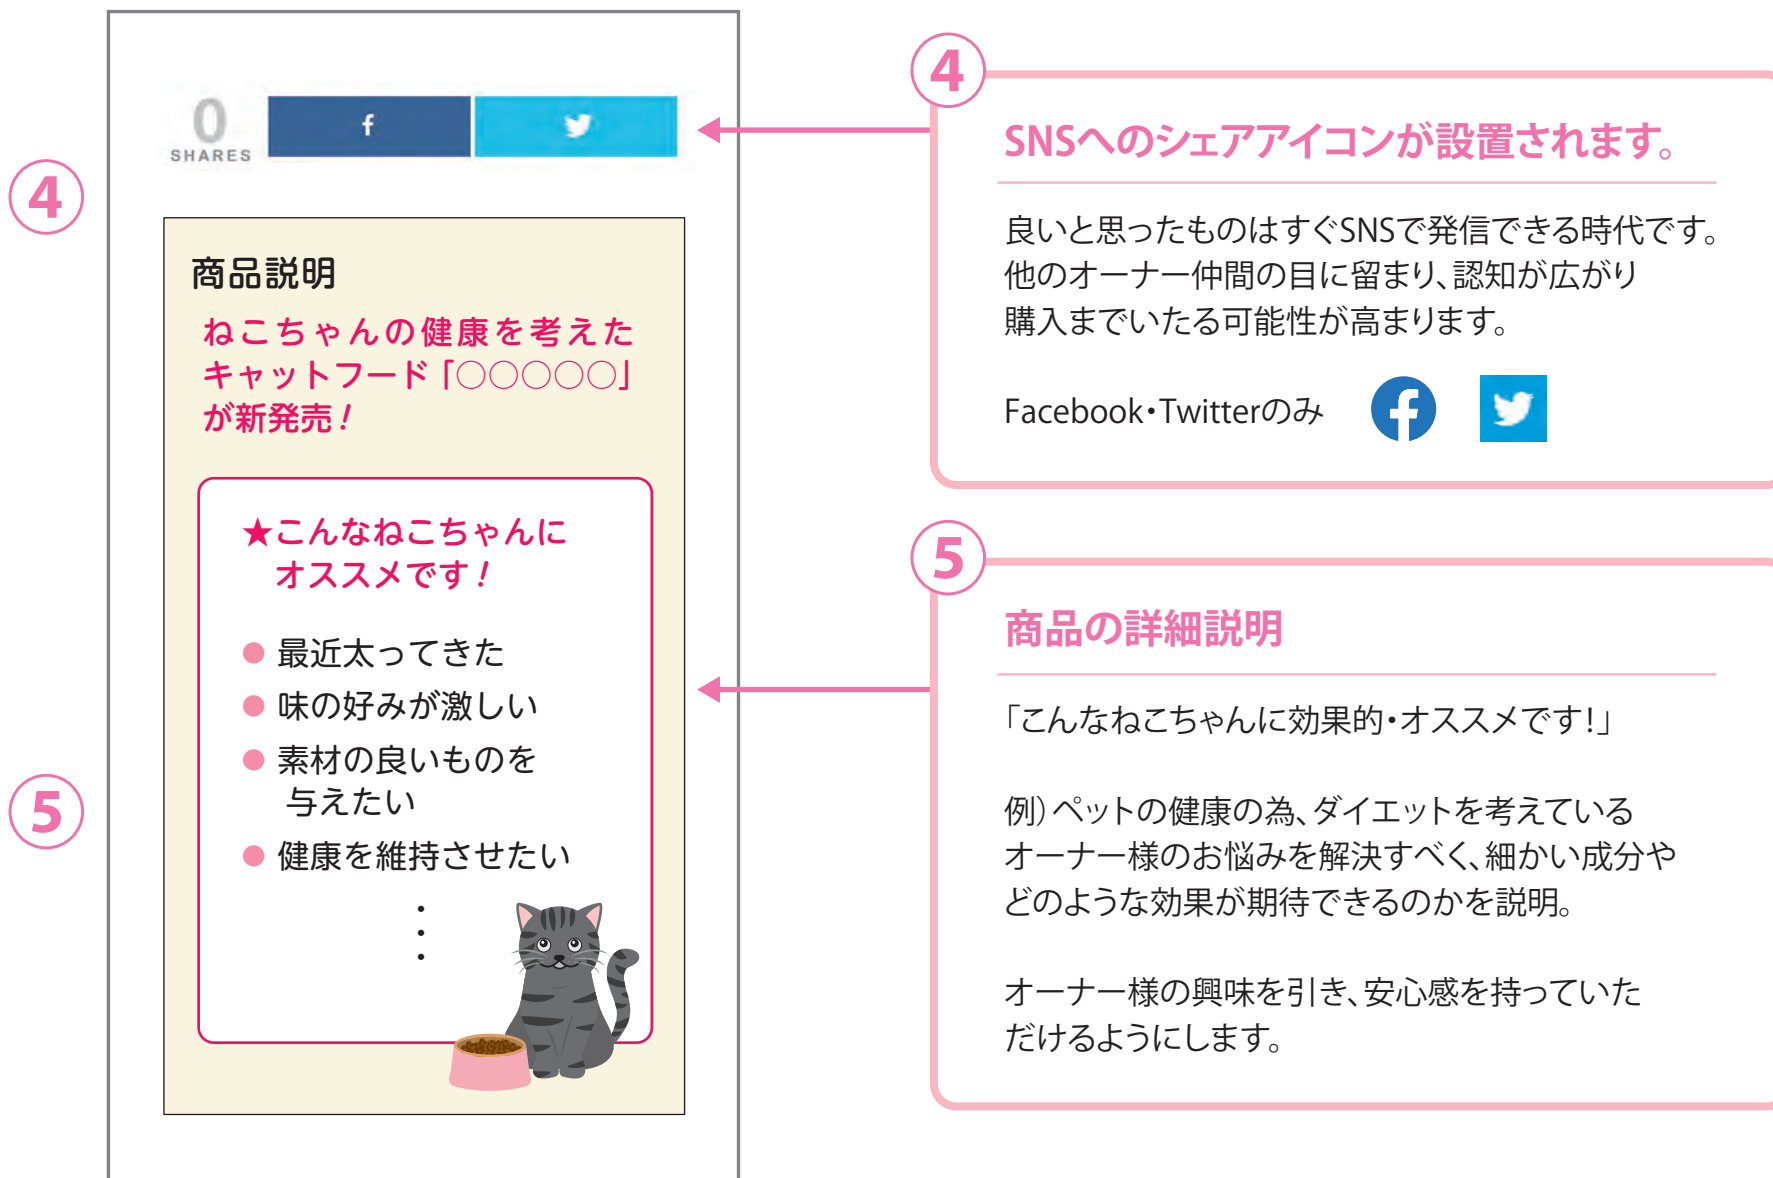 ④
0
SHARES
商品説明
ねこちゃんの健康を考えた
キャットフード「○○○○○」
が新発売!
⑤
★こんなねこちゃんに
オススメです!
● 最近太ってきた
● 味の好みが激しい
● 素材の良いものを
与えたい
● 健康を維持させたい
・
・
・
④
SNSへのシェアアイコンが設置されます。
良いと思ったものはすぐSNSで発信できる時代です。
他のオーナー仲間の目に留まり、認知が広がり
購入までいたる可能性が高まります。
Facebook・Twitterのみ
⑤
商品の詳細説明
「こんなねこちゃんに効果的・オススメです!」
例)ペットの健康の為、ダイエットを考えている
オーナー様のお悩みを解決すべく、細かい成分や
どのような効果が期待できるのかを説明。
オーナー様の興味を引き、安心感を持っていた
だけるようにします。